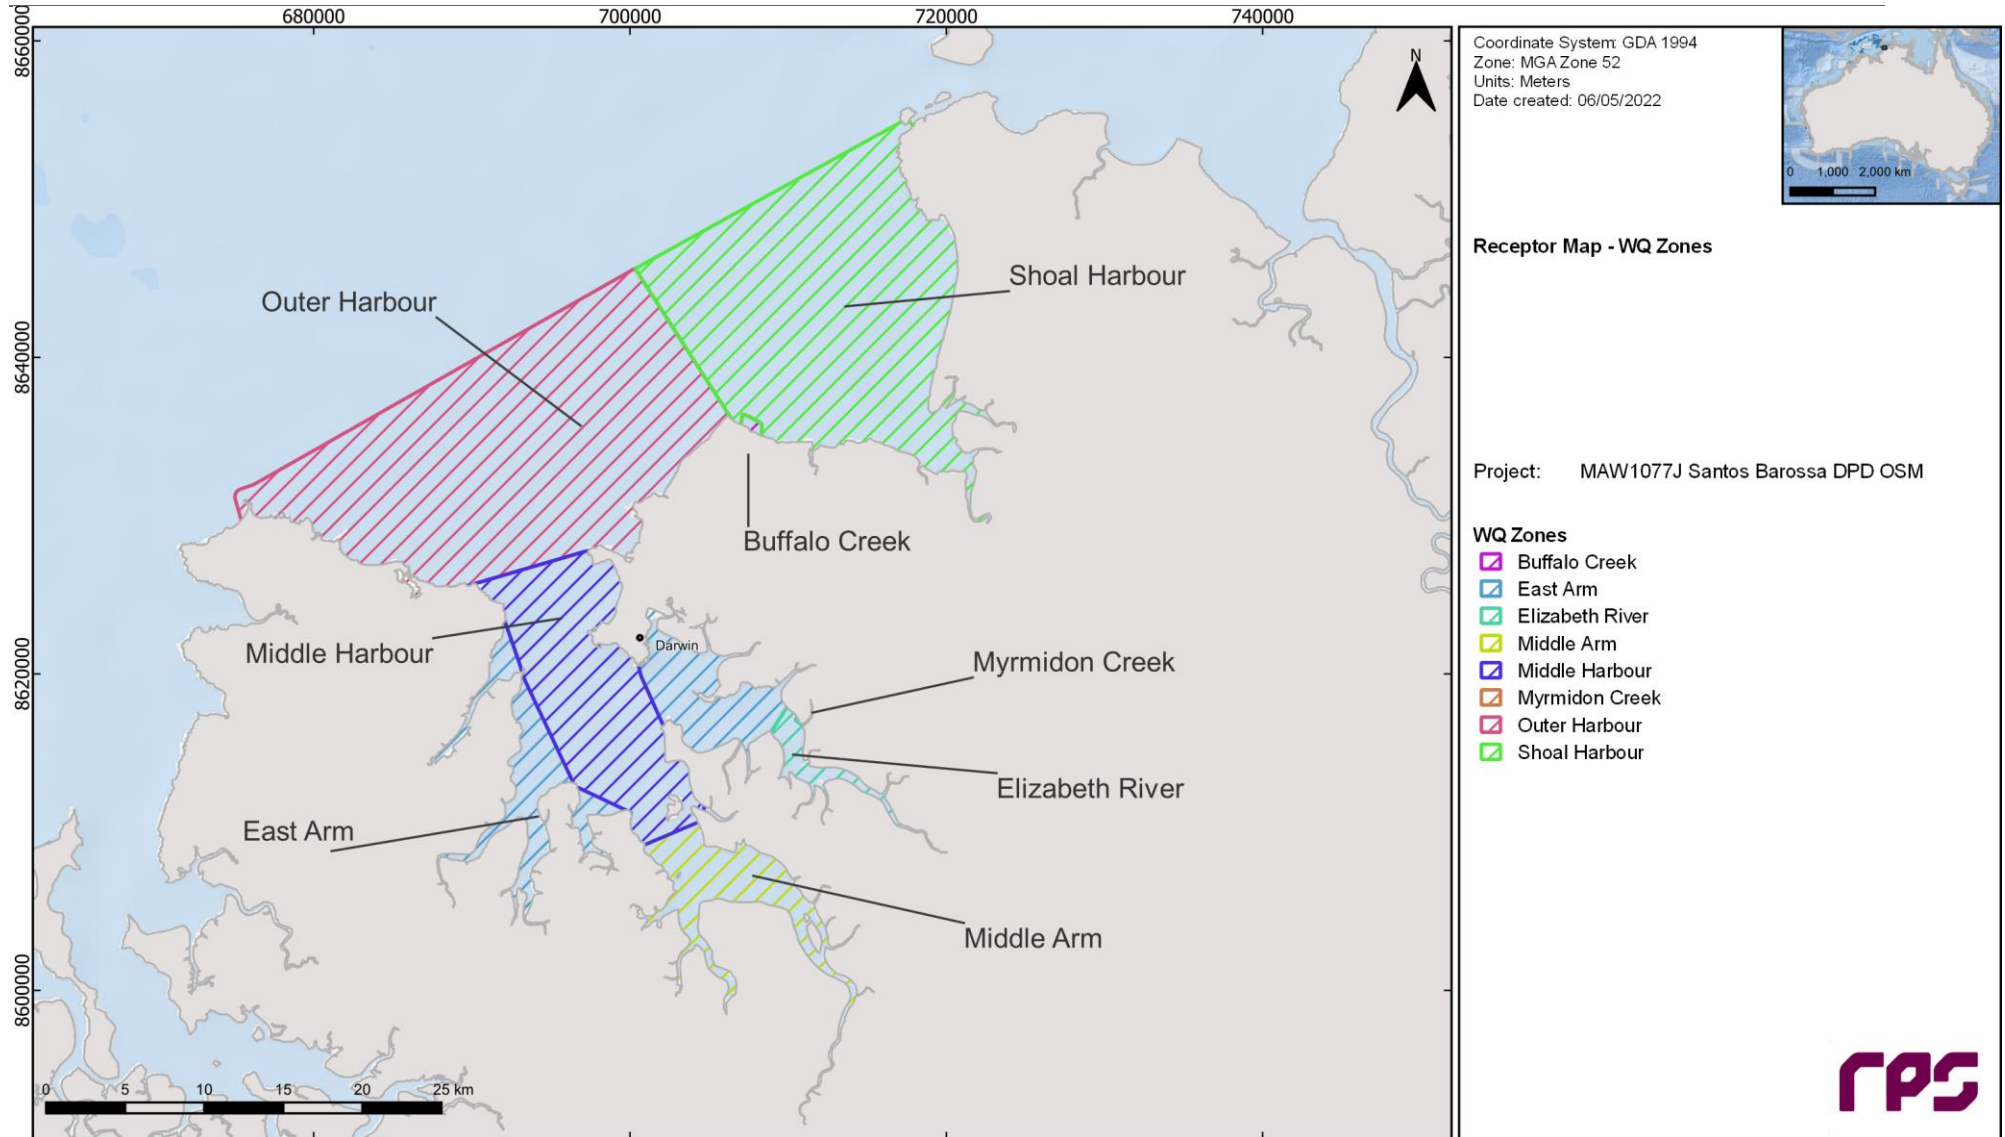 680000
700000
720000
740000
8660000
8640000
8620000
8600000
N
Outer Harbour
Shoal Harbour
Buffalo Creek
Middle Harbour
Darwin
Myrmidon Creek
Elizabeth River
East Arm
Middle Arm
0 5 10 15 20 25 km
Coordinate System: GDA 1994
Zone: MGA Zone 52
Units: Meters
Date created: 06/05/2022
0 1,000 2,000 km
Receptor Map - WQ Zones
Project: MAW1077J Santos Barossa DPD OSM
WQ Zones
Buffalo Creek
East Arm
Elizabeth River
Middle Arm
Middle Harbour
Myrmidon Creek
Outer Harbour
Shoal Harbour
rps